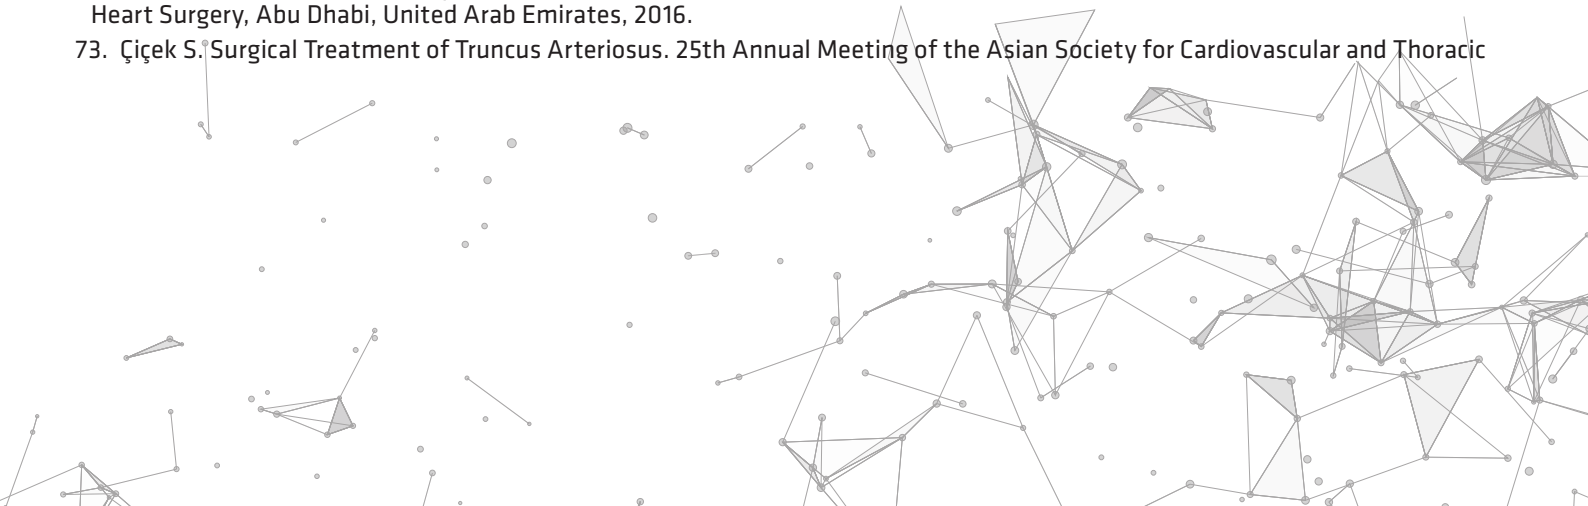 Heart Surgery, Abu Dhabi, United Arab Emirates, 2016.
73. Çiçek S. Surgical Treatment of Truncus Arteriosus. 25th Annual Meeting of the Asian Society for Cardiovascular and Thoracic